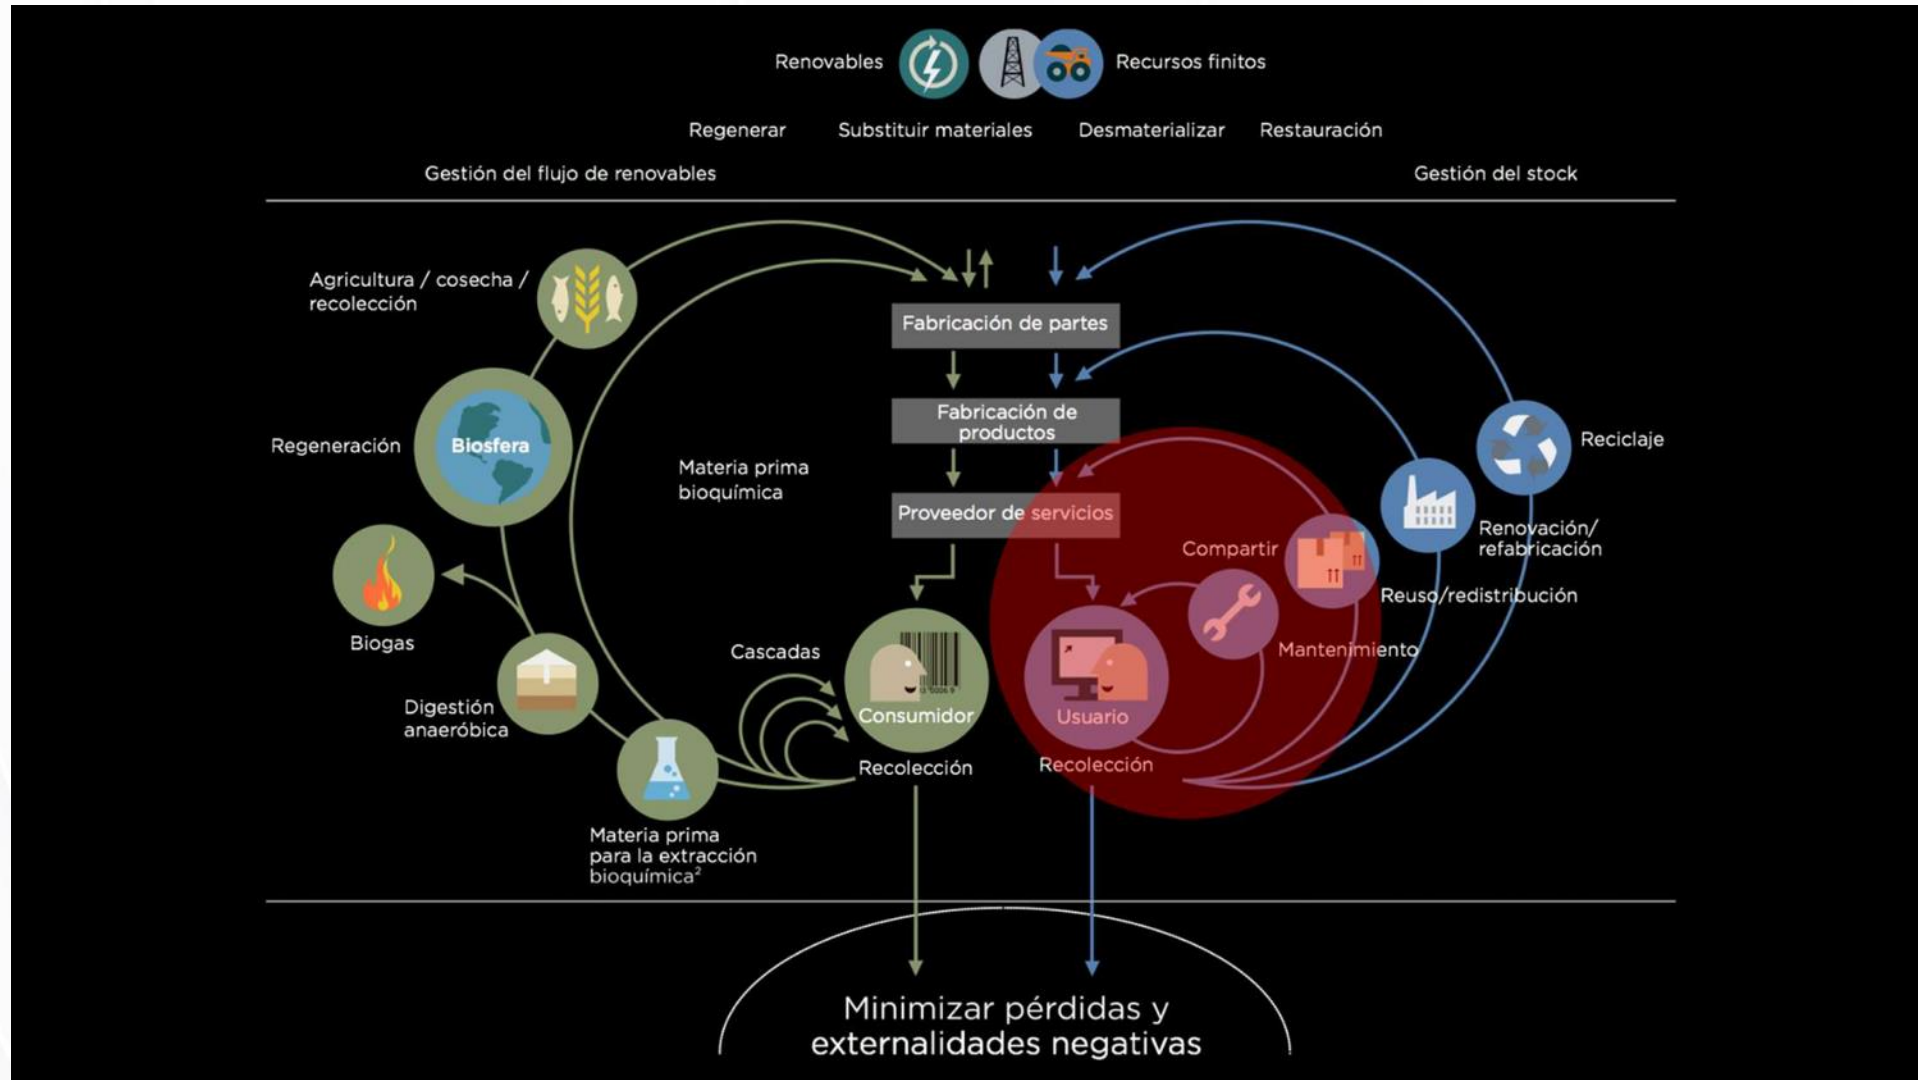 Renovables
Recursos finitos
Regenerar
Substituir materiales
Desmaterializar
Restauración
Gestión del flujo de renovables
Gestión del stock
Agricultura / cosecha /
recolección
Regeneración
Biosfera
Biogas
Digestión
anaeróbica
Materia prima
para la extracción
bioquímica²
Materia prima
bioquímica
Cascadas
Fabricación de partes
Fabricación de
productos
Proveedor de servicios
Consumidor
Recolección
Usuario
Recolección
Compartir
Mantenimiento
Reuso/redistribución
Renovación/
refabricación
Reciclaje
Minimizar pérdidas y
externalidades negativas